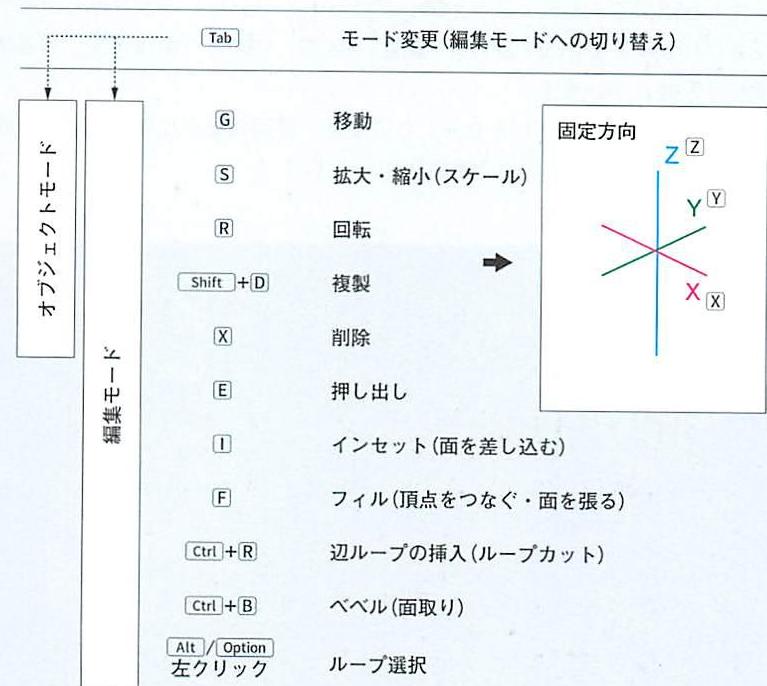 Tab モード変更(編集モードへの切り替え)
オブジェクトモード
編集モード
G 移動
S 拡大・縮小(スケール)
R 回転
Shift+D 複製
X 削除
E 押し出し
I インセット(面を差し込む)
F フィル(頂点をつなぐ・面を張る)
Ctrl+R 辺ループの挿入(ループカット)
Ctrl+B ベベル(面取り)
Alt/Option
左クリック ループ選択
固定方向
Z Z
Y Y
X X